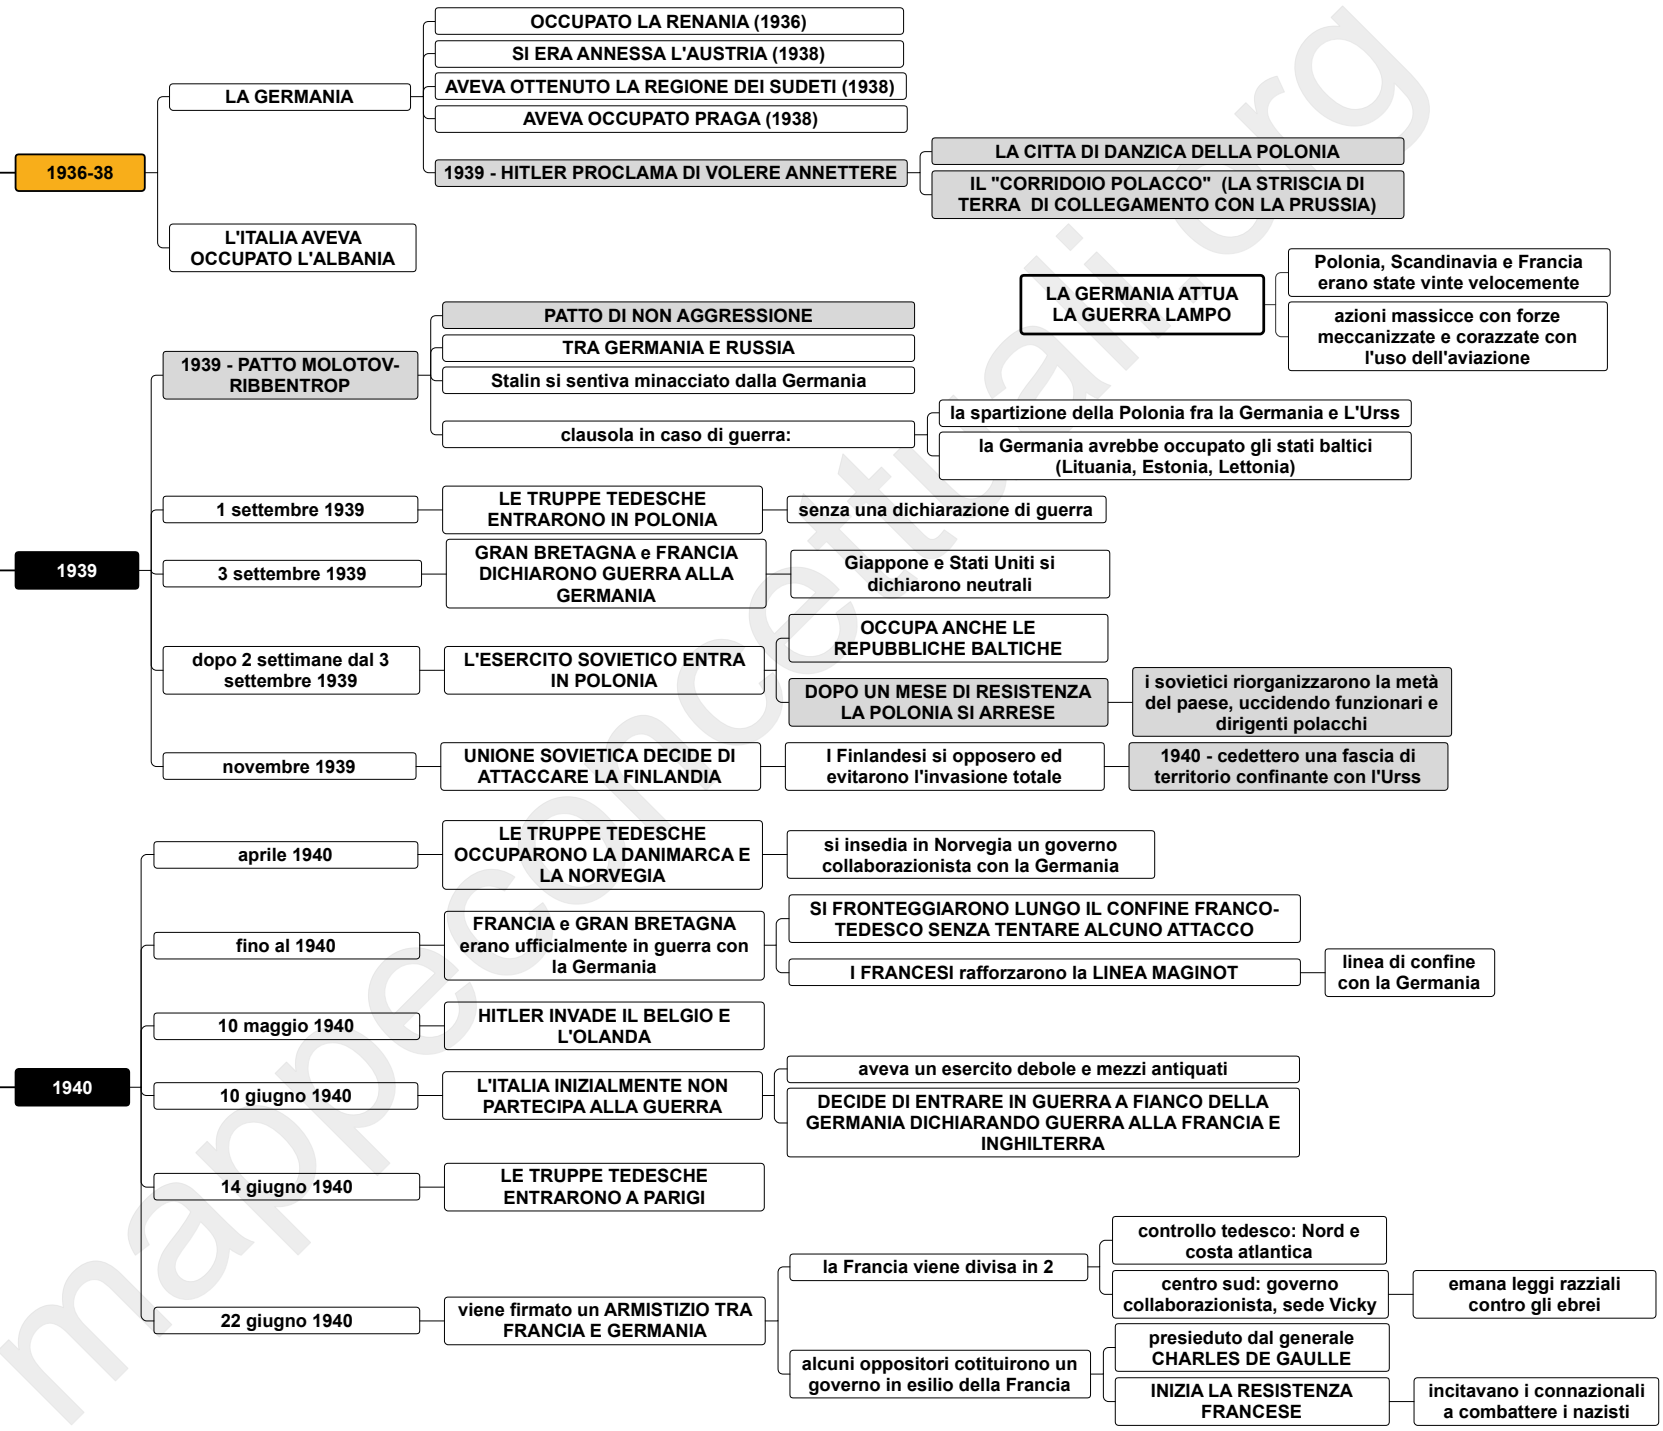 OCCUPATO LA RENANIA (1936)
SI ERA ANNESSA L'AUSTRIA (1938)
LA GERMANIA
AVEVA OTTENUTO LA REGIONE DEI SUDETI (1938)
AVEVA OCCUPATO PRAGA (1938)
1936-38
1939 - HITLER PROCLAMA DI VOLERE ANNETTERE
LA CITTA DI DANZICA DELLA POLONIA
IL "CORRIDOIO POLACCO" (LA STRISCIA DI
TERRA DI COLLEGAMENTO CON LA PRUSSIA)
L'ITALIA AVEVA
OCCUPATO L'ALBANIA
LA GERMANIA ATTUA
LA GUERRA LAMPO
Polonia, Scandinavia e Francia
erano state vinte velocemente
azioni massicce con forze
meccanizzate e corazzate con
l'uso dell'aviazione
1939 - PATTO MOLOTOV-
RIBBENTROP
PATTO DI NON AGGRESSIONE
TRA GERMANIA E RUSSIA
Stalin si sentiva minacciato dalla Germania
clausola in caso di guerra:
la spartizione della Polonia fra la Germania e L'Urss
la Germania avrebbe occupato gli stati baltici
(Lituania, Estonia, Lettonia)
1 settembre 1939
LE TRUPPE TEDESCHE
ENTRARONO IN POLONIA
senza una dichiarazione di guerra
1939
3 settembre 1939
GRAN BRETAGNA e FRANCIA
DICHIARONO GUERRA ALLA
GERMANIA
Giappone e Stati Uniti si
dichiarono neutrali
dopo 2 settimane dal 3
settembre 1939
L'ESERCITO SOVIETICO ENTRA
IN POLONIA
OCCUPA ANCHE LE
REPUBBLICHE BALTICHE
DOPO UN MESE DI RESISTENZA
LA POLONIA SI ARRESE
i sovietici riorganizzarono la metà
del paese, uccidendo funzionari e
dirigenti polacchi
novembre 1939
UNIONE SOVIETICA DECIDE DI
ATTACCARE LA FINLANDIA
I Finlandesi si opposero ed
evitarono l'invasione totale
1940 - cedettero una fascia di
territorio confinante con l'Urss
aprile 1940
LE TRUPPE TEDESCHE
OCCUPARONO LA DANIMARCA E
LA NORVEGIA
si insedia in Norvegia un governo
collaborazionista con la Germania
fino al 1940
FRANCIA e GRAN BRETAGNA
erano ufficialmente in guerra con
la Germania
SI FRONTEGGIARONO LUNGO IL CONFINE FRANCO-
TEDESCO SENZA TENTARE ALCUNO ATTACCO
I FRANCESI rafforzarono la LINEA MAGINOT
linea di confine
con la Germania
10 maggio 1940
HITLER INVADE IL BELGIO E
L'OLANDA
1940
10 giugno 1940
L'ITALIA INIZIALMENTE NON
PARTECIPA ALLA GUERRA
aveva un esercito debole e mezzi antiquati
DECIDE DI ENTRARE IN GUERRA A FIANCO DELLA
GERMANIA DICHIARANDO GUERRA ALLA FRANCIA E
INGHILTERRA
14 giugno 1940
LE TRUPPE TEDESCHE
ENTRARONO A PARIGI
22 giugno 1940
viene firmato un ARMISTIZIO TRA
FRANCIA E GERMANIA
la Francia viene divisa in 2
controllo tedesco: Nord e
costa atlantica
centro sud: governo
collaborazionista, sede Vicky
emana leggi razziali
contro gli ebrei
alcuni oppositori cotituirono un
governo in esilio della Francia
presieduto dal generale
CHARLES DE GAULLE
INIZIA LA RESISTENZA
FRANCESE
incitavano i connazionali
a combattere i nazisti
mappeconcettuali.org